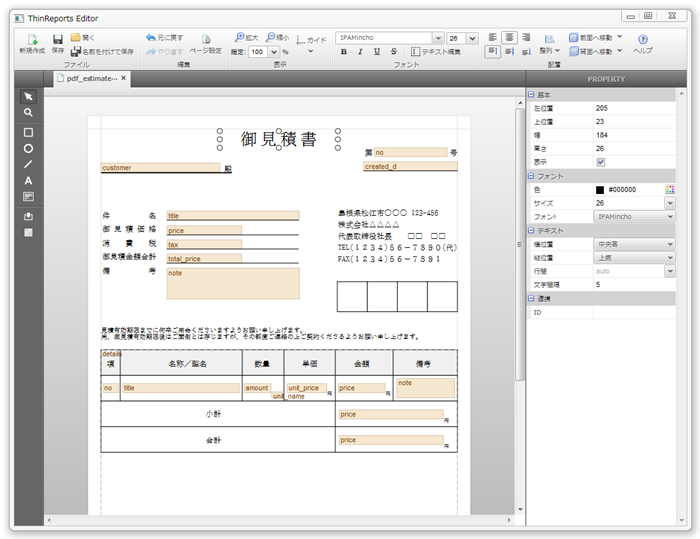 ThinReports Editor
新規作成 保存 開く 名前を付けて保存 元に戻す やり直す ページ設定 拡大 縮小 ガイド 指定: 100 % IPAMincho 26 B I U S テキスト編集 整列 前面へ移動 背面へ移動 ヘルプ
ファイル 編集 表示 フォント 配置
pdf_estimate…
PROPERTY
御見積書
第 no 号
customer 殿
created_d
件 名 title
御 見 積 価 格 price
消 費 税 tax
御見積金額合計 total_price
備 考 note
島根県松江市○○○ 123-456
株式会社△△△△
代表取締役社長 □□ □□
TEL(1234)56-7890(代)
FAX(1234)56-7891
見積有効期限までに何卒ご用命くださいますようお願い申し上げます。
尚、御見積有効期限後はご面倒とは存じますが、その都度ご連絡の上ご契約くださるようお願い申し上げます。
details
項 名称/型名 数量 単価 金額 備考
no title amount unit_name unit_price 円 price 円 note
小計 price 円
合計 price 円
基本
左位置 205
上位置 23
幅 184
高さ 26
表示
フォント
色 #000000
サイズ 26
フォント IPAMincho
テキスト
横位置 中央寄
縦位置 上揃
行間 auto
文字間隔 5
連携
ID